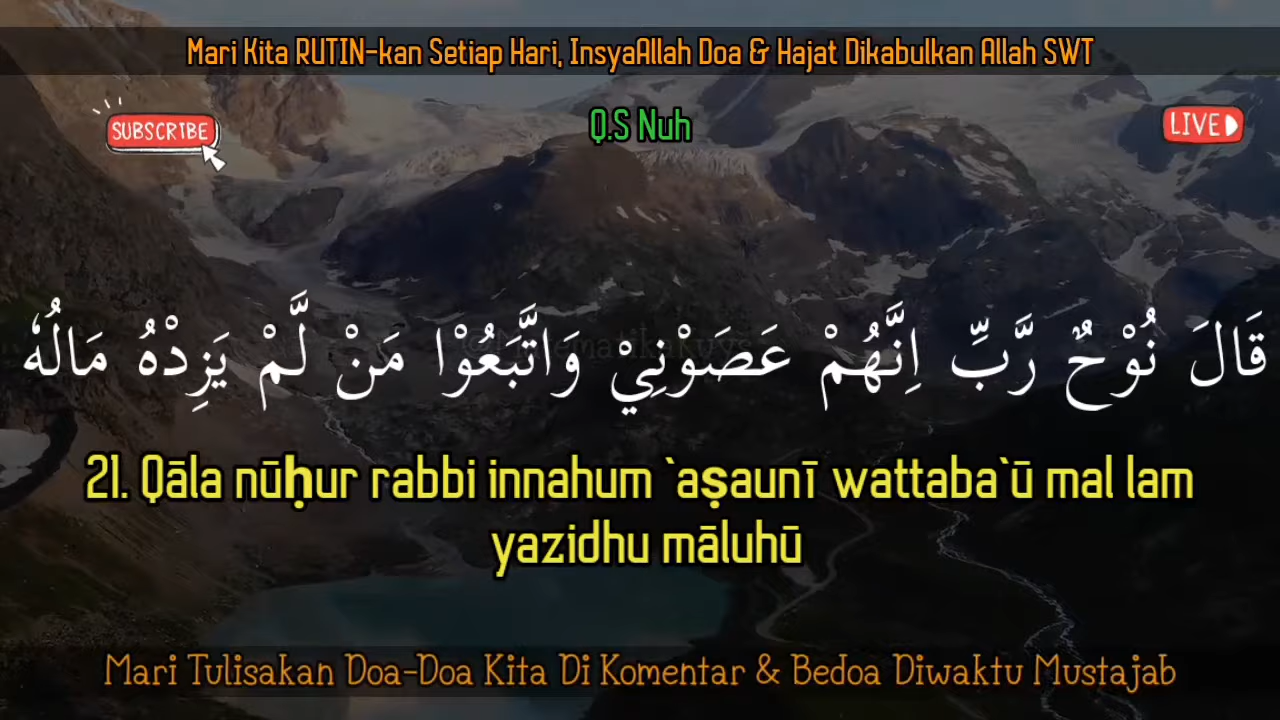 Mari Kita RUTIN-kan Setiap Hari, InsyaAllah Doa & Hajat Dikabulkan Allah SWT
SUBSCRIBE
Q.S Nuh
LIVE
قَالَ نُوْحٌ رَّبِّ اِنَّهُمْ عَصَوْنِيْ وَاتَّبَعُوْا مَنْ لَّمْ يَزِدْهُ مَالُهٗ
21. Qāla nūḥur rabbi innahum `aṣaunī wattaba`ū mal lam
yazidhu māluhū
Mari Tulisakan Doa-Doa Kita Di Komentar & Bedoa Diwaktu Mustajab